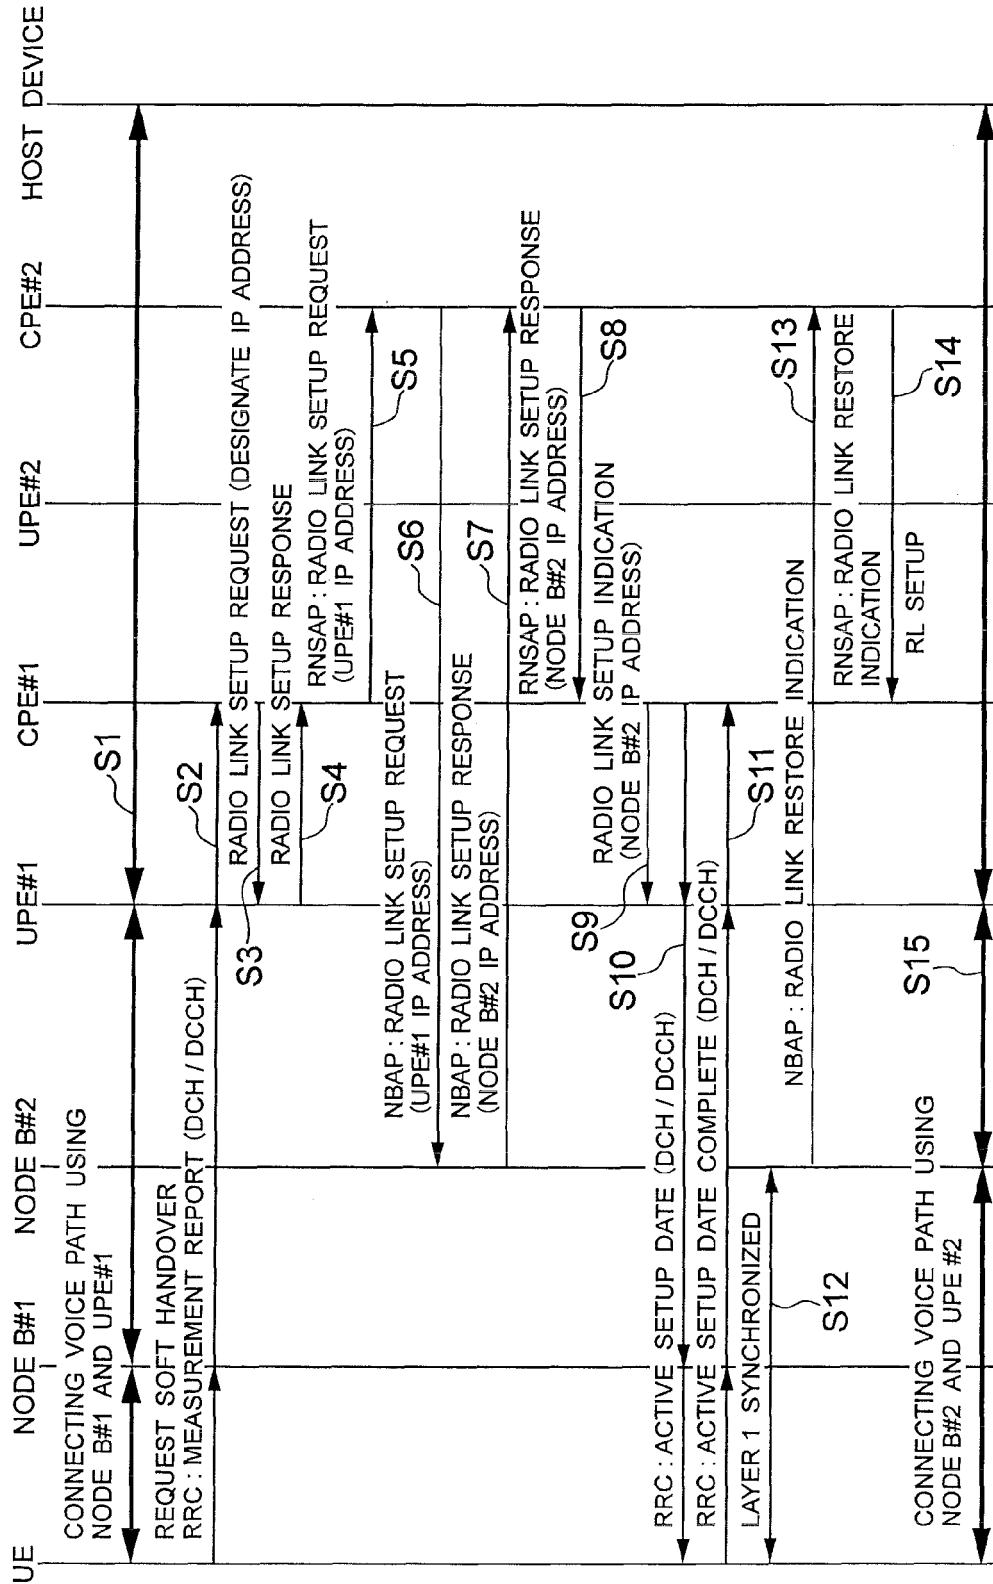 UE
NODE B#1
NODE B#2
UPE#1
CPE#1
UPE#2
CPE#2
HOST DEVICE
CONNECTING VOICE PATH USING
NODE B#1 AND UPE#1
S1
REQUEST SOFT HANDOVER
RRC : MEASUREMENT REPORT (DCH / DCCH)
S2
RADIO LINK SETUP REQUEST (DESIGNATE IP ADDRESS)
S3
RADIO LINK SETUP RESPONSE
S4
RNSAP : RADIO LINK SETUP REQUEST
(UPE#1 IP ADDRESS)
S5
NBAP : RADIO LINK SETUP REQUEST
(UPE#1 IP ADDRESS)
S6
NBAP : RADIO LINK SETUP RESPONSE
(NODE B#2 IP ADDRESS)
S7
RNSAP : RADIO LINK SETUP RESPONSE
(NODE B#2 IP ADDRESS)
S8
RADIO LINK SETUP INDICATION
(NODE B#2 IP ADDRESS)
S9
RRC : ACTIVE SETUP DATE (DCH / DCCH)
S10
RRC : ACTIVE SETUP DATE COMPLETE (DCH / DCCH)
S11
LAYER 1 SYNCHRONIZED
S12
NBAP : RADIO LINK RESTORE INDICATION
S13
RNSAP : RADIO LINK RESTORE
INDICATION
S14
RL SETUP
CONNECTING VOICE PATH USING
NODE B#2 AND UPE #2
S15